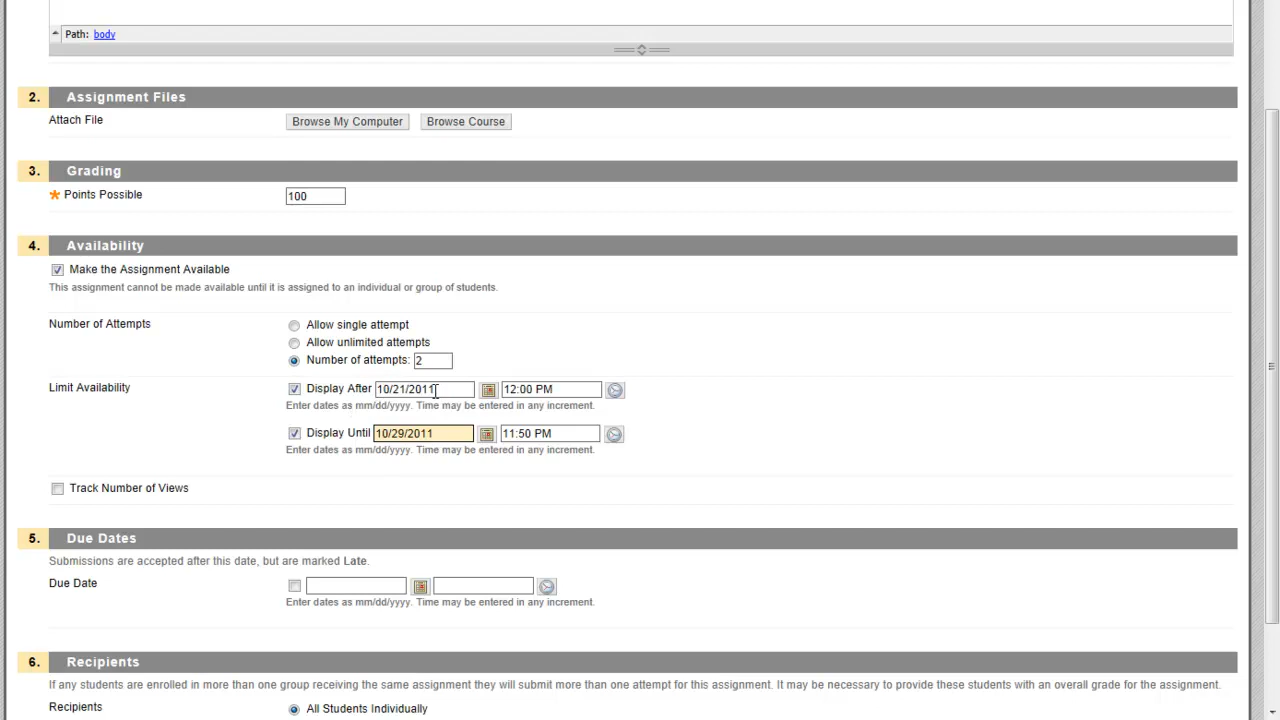 Path: body
2. Assignment Files
Attach File Browse My Computer Browse Course
3. Grading
* Points Possible 100
4. Availability
Make the Assignment Available
This assignment cannot be made available until it is assigned to an individual or group of students.
Number of Attempts Allow single attempt
Allow unlimited attempts
Number of attempts: 2
Limit Availability Display After 10/21/2011 12:00 PM
Enter dates as mm/dd/yyyy. Time may be entered in any increment.
Display Until 10/29/2011 11:50 PM
Enter dates as mm/dd/yyyy. Time may be entered in any increment.
Track Number of Views
5. Due Dates
Submissions are accepted after this date, but are marked Late.
Due Date
Enter dates as mm/dd/yyyy. Time may be entered in any increment.
6. Recipients
If any students are enrolled in more than one group receiving the same assignment they will submit more than one attempt for this assignment. It may be necessary to provide these students with an overall grade for the assignment.
Recipients All Students Individually